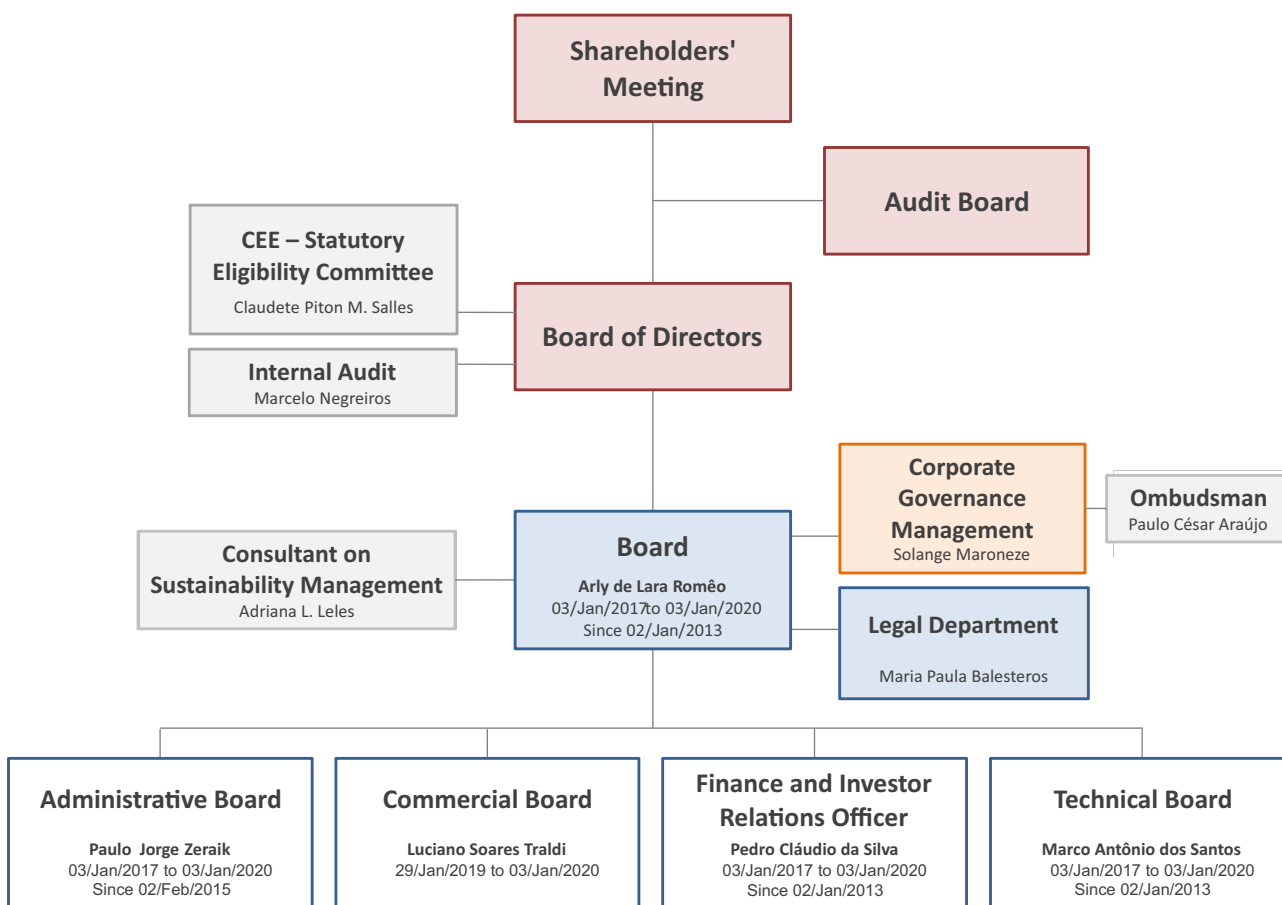 Shareholders'
Meeting
Audit Board
CEE – Statutory
Eligibility Committee
Claudete Piton M. Salles
Board of Directors
Internal Audit
Marcelo Negreiros
Corporate
Governance
Management
Solange Maroneze
Ombudsman
Paulo César Araújo
Consultant on
Sustainability Management
Adriana L. Leles
Board
Arly de Lara Romêo
03/Jan/2017to 03/Jan/2020
Since 02/Jan/2013
Legal Department
Maria Paula Balesteros
Administrative Board
Paulo Jorge Zeraik
03/Jan/2017 to 03/Jan/2020
Since 02/Feb/2015
Commercial Board
Luciano Soares Traldi
29/Jan/2019 to 03/Jan/2020
Finance and Investor
Relations Officer
Pedro Cláudio da Silva
03/Jan/2017 to 03/Jan/2020
Since 02/Jan/2013
Technical Board
Marco Antônio dos Santos
03/Jan/2017 to 03/Jan/2020
Since 02/Jan/2013